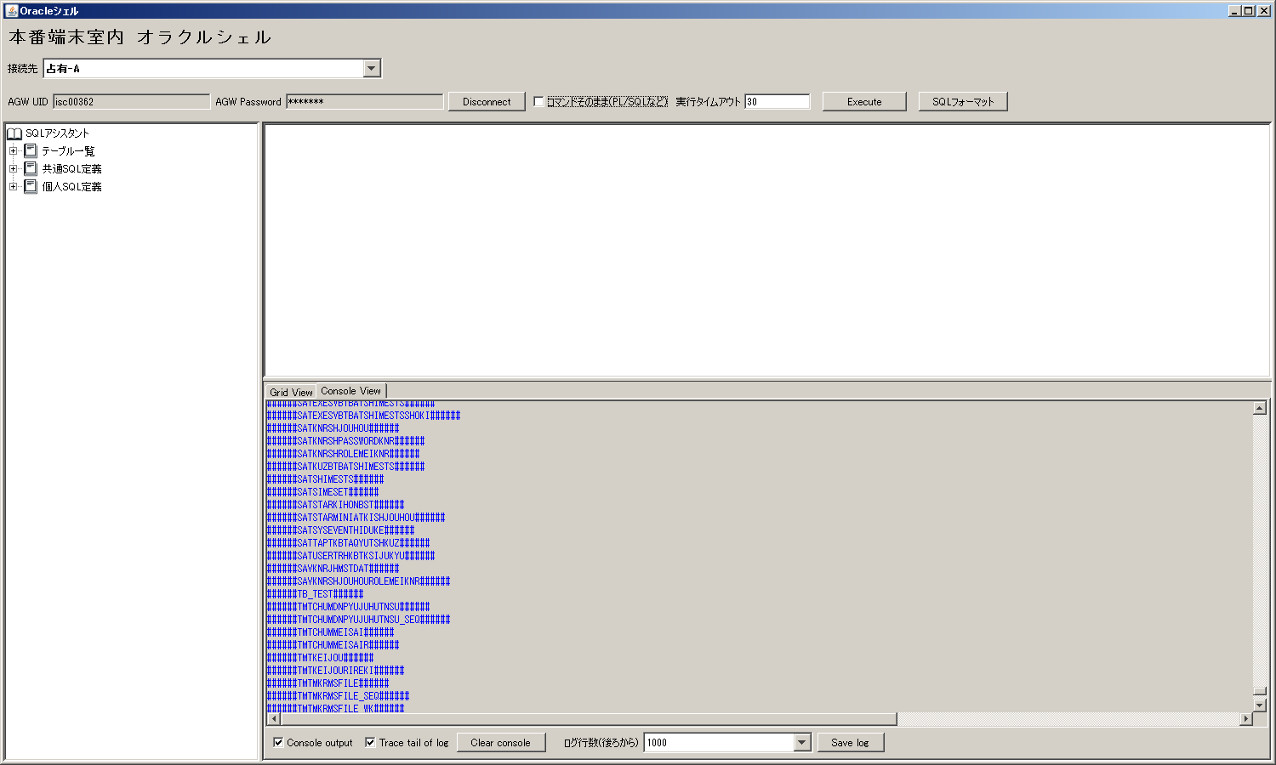 Oracleシェル
本番端末室内 オラクルシェル
接続先 占有-A
AGW UID isc00362 AGW Password ******* Disconnect コマンドそのまま(PL/SQLなど) 実行タイムアウト 30 Execute SQLフォーマット
SQLアシスタント
テーブル一覧
共通SQL定義
個人SQL定義
Grid View Console View
######SATEXESVBTBATSHIMESTS######
######SATEXESVBTBATSHIMESTSSHOKI######
######SATKNRSHJOUHOU######
######SATKNRSHPASSWORDKNR######
######SATKNRSHROLEMEIKNR######
######SATKUZBTBATSHIMESTS######
######SATSHIMESTS######
######SATSIMESET######
######SATSTARKIHONBST######
######SATSTARMINIATKISHJOUHOU######
######SATSYSEVENTHIDUKE######
######SATTAPTKBTAQYUTSHKUZ######
######SATUSERTRHKBTKSIJUKYU######
######SAVKNRJHMSTDAT######
######SAVKNRSHJOUHOUROLEMEIKNR######
######TB_TEST######
######TMTCHUMDNPYUJUHUTNSU######
######TMTCHUMDNPYUJUHUTNSU_SEQ######
######TMTCHUMMEISAI######
######TMTCHUMMEISAIR######
######TMTKEIJOU######
######TMTKEIJOURIREKI######
######TMTMKRMSFILE######
######TMTMKRMSFILE_SEQ######
######TMTMKRMSFILE_WK######
Console output Trace tail of log Clear console ログ行数(後ろから) 1000 Save log